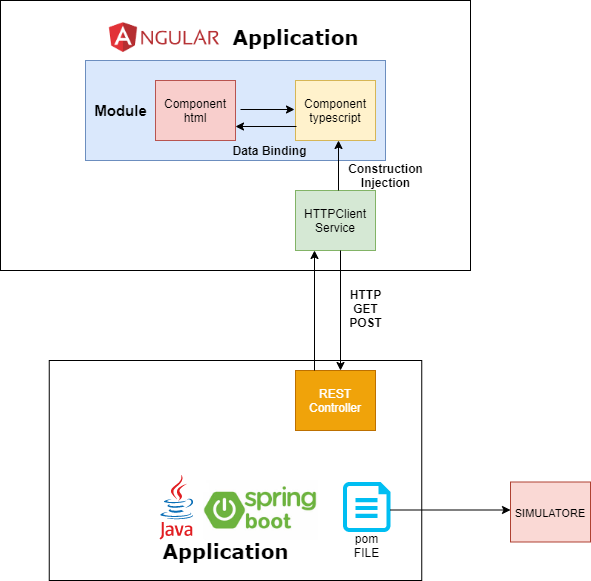 NGULAR Application
Module
Component
html
Component
typescript
Data Binding
Construction
Injection
HTTPClient
Service
HTTP
GET
POST
REST
Controller
Java
spring
boot
Application
pom
FILE
SIMULATORE